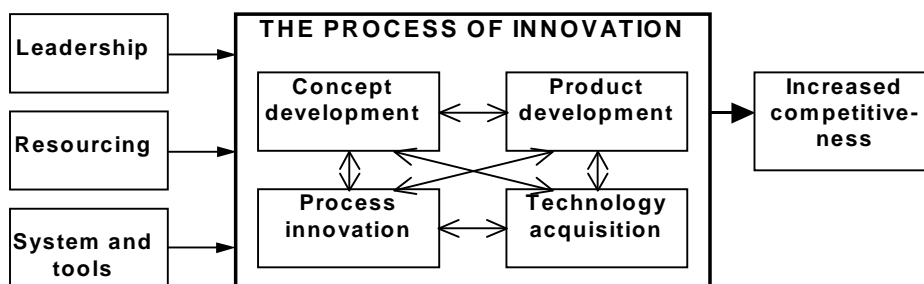 Leadership
Resourcing
System and
tools
THE PROCESS OF INNOVATION
Concept
development
Product
development
Process
innovation
Technology
acquisition
Increased
competitive-
ness